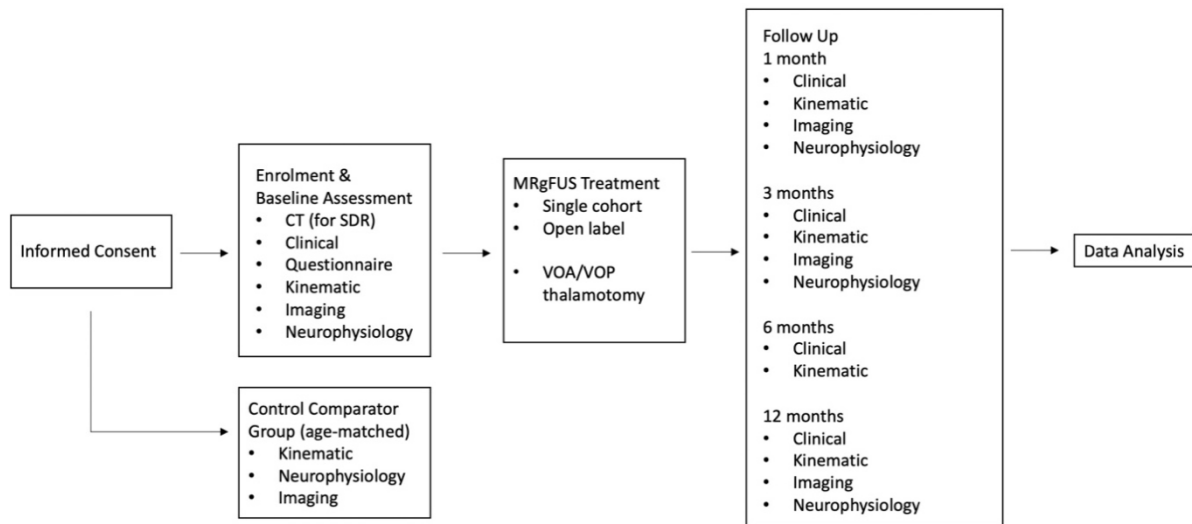 Informed Consent
Enrolment &
Baseline Assessment
• CT (for SDR)
• Clinical
• Questionnaire
• Kinematic
• Imaging
• Neurophysiology
Control Comparator
Group (age-matched)
• Kinematic
• Neurophysiology
• Imaging
MRgFUS Treatment
• Single cohort
• Open label
• VOA/VOP
thalamotomy
Follow Up
1 month
• Clinical
• Kinematic
• Imaging
• Neurophysiology
3 months
• Clinical
• Kinematic
• Imaging
• Neurophysiology
6 months
• Clinical
• Kinematic
12 months
• Clinical
• Kinematic
• Imaging
• Neurophysiology
Data Analysis